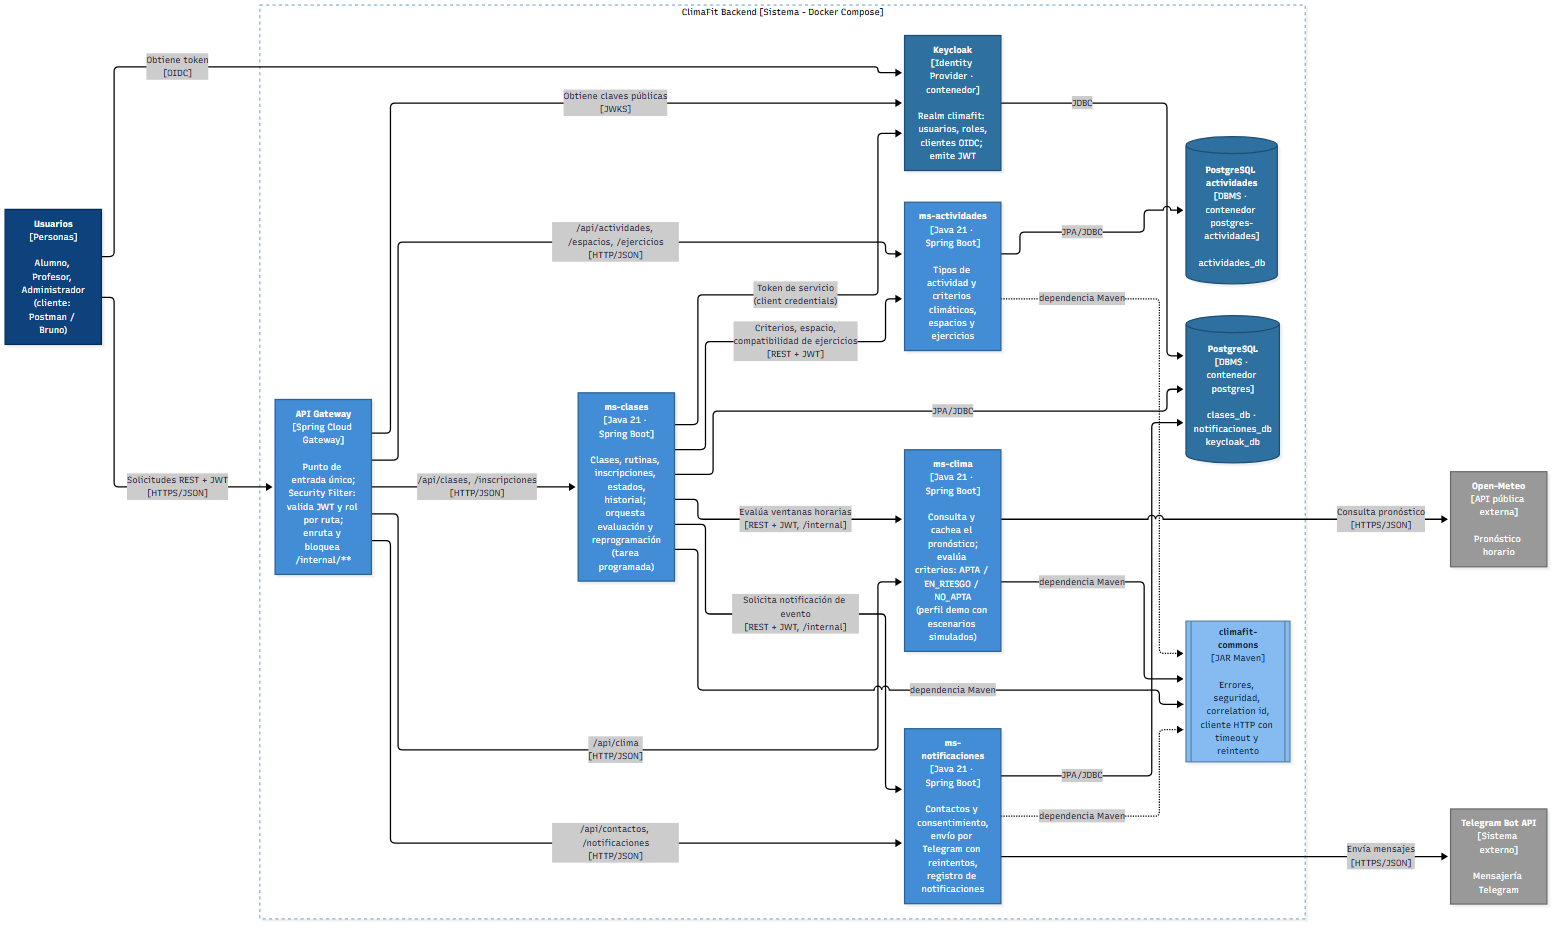 ClimaFit Backend [Sistema - Docker Compose]
Obtiene token
[OIDC]
Keycloak
[Identity
Provider ·
contenedor]
Realm climafit:
usuarios, roles,
clientes OIDC;
emite JWT
Obtiene claves públicas
[JWKS]
JDBC
PostgreSQL
actividades
[DBMS ·
contenedor
postgres-
actividades]
actividades_db
Usuarios
[Personas]
Alumno,
Profesor,
Administrador
(cliente:
Postman /
Bruno)
/api/actividades,
/espacios, /ejercicios
[HTTP/JSON]
ms-actividades
[Java 21 ·
Spring Boot]
Tipos de
actividad y
criterios
climáticos,
espacios y
ejercicios
JPA/JDBC
Token de servicio
(client credentials)
dependencia Maven
Criterios, espacio,
compatibilidad de ejercicios
[REST + JWT]
PostgreSQL
[DBMS ·
contenedor
postgres]
clases_db ·
notificaciones_db
keycloak_db
API Gateway
[Spring Cloud
Gateway]
Punto de
entrada único;
Security Filter:
valida JWT y rol
por ruta;
enruta y
bloquea
/internal/**
ms-clases
[Java 21 ·
Spring Boot]
Clases, rutinas,
inscripciones,
estados,
historial;
orquesta
evaluación y
reprogramación
(tarea
programada)
JPA/JDBC
Solicitudes REST + JWT
[HTTPS/JSON]
/api/clases, /inscripciones
[HTTP/JSON]
ms-clima
[Java 21 ·
Spring Boot]
Consulta y
cachea el
pronóstico;
evalúa
criterios: APTA /
EN_RIESGO /
NO_APTA
(perfil demo con
escenarios
simulados)
Evalúa ventanas horarias
[REST + JWT, /internal]
Consulta pronóstico
[HTTPS/JSON]
Open-Meteo
[API pública
externa]
Pronóstico
horario
dependencia Maven
Solicita notificación de
evento
[REST + JWT, /internal]
climafit-
commons
[JAR Maven]
Errores,
seguridad,
correlation id,
cliente HTTP con
timeout y
reintento
dependencia Maven
/api/clima
[HTTP/JSON]
ms-
notificaciones
[Java 21 ·
Spring Boot]
Contactos y
consentimiento,
envío por
Telegram con
reintentos,
registro de
notificaciones
JPA/JDBC
dependencia Maven
/api/contactos,
/notificaciones
[HTTP/JSON]
Envía mensajes
[HTTPS/JSON]
Telegram Bot API
[Sistema
externo]
Mensajería
Telegram